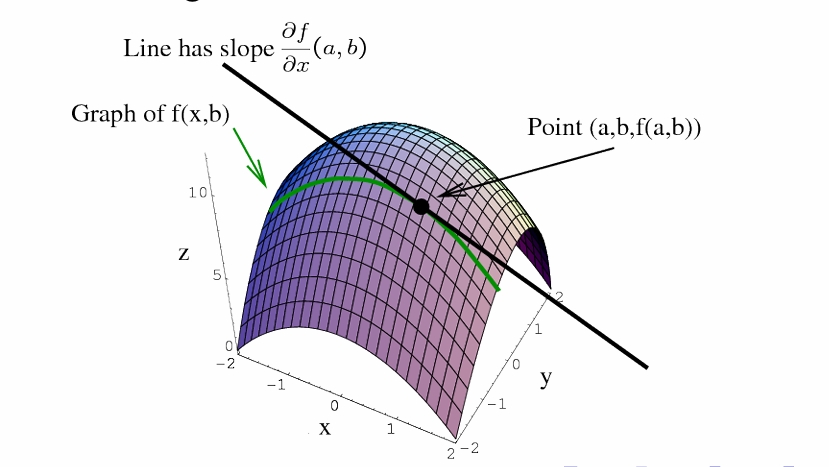 Line has slope ∂f/∂x (a, b)
Graph of f(x,b)
Point (a,b,f(a,b))
10
z
5
0
-2
-1
0
x
1
2
-2
-1
0
y
1
2